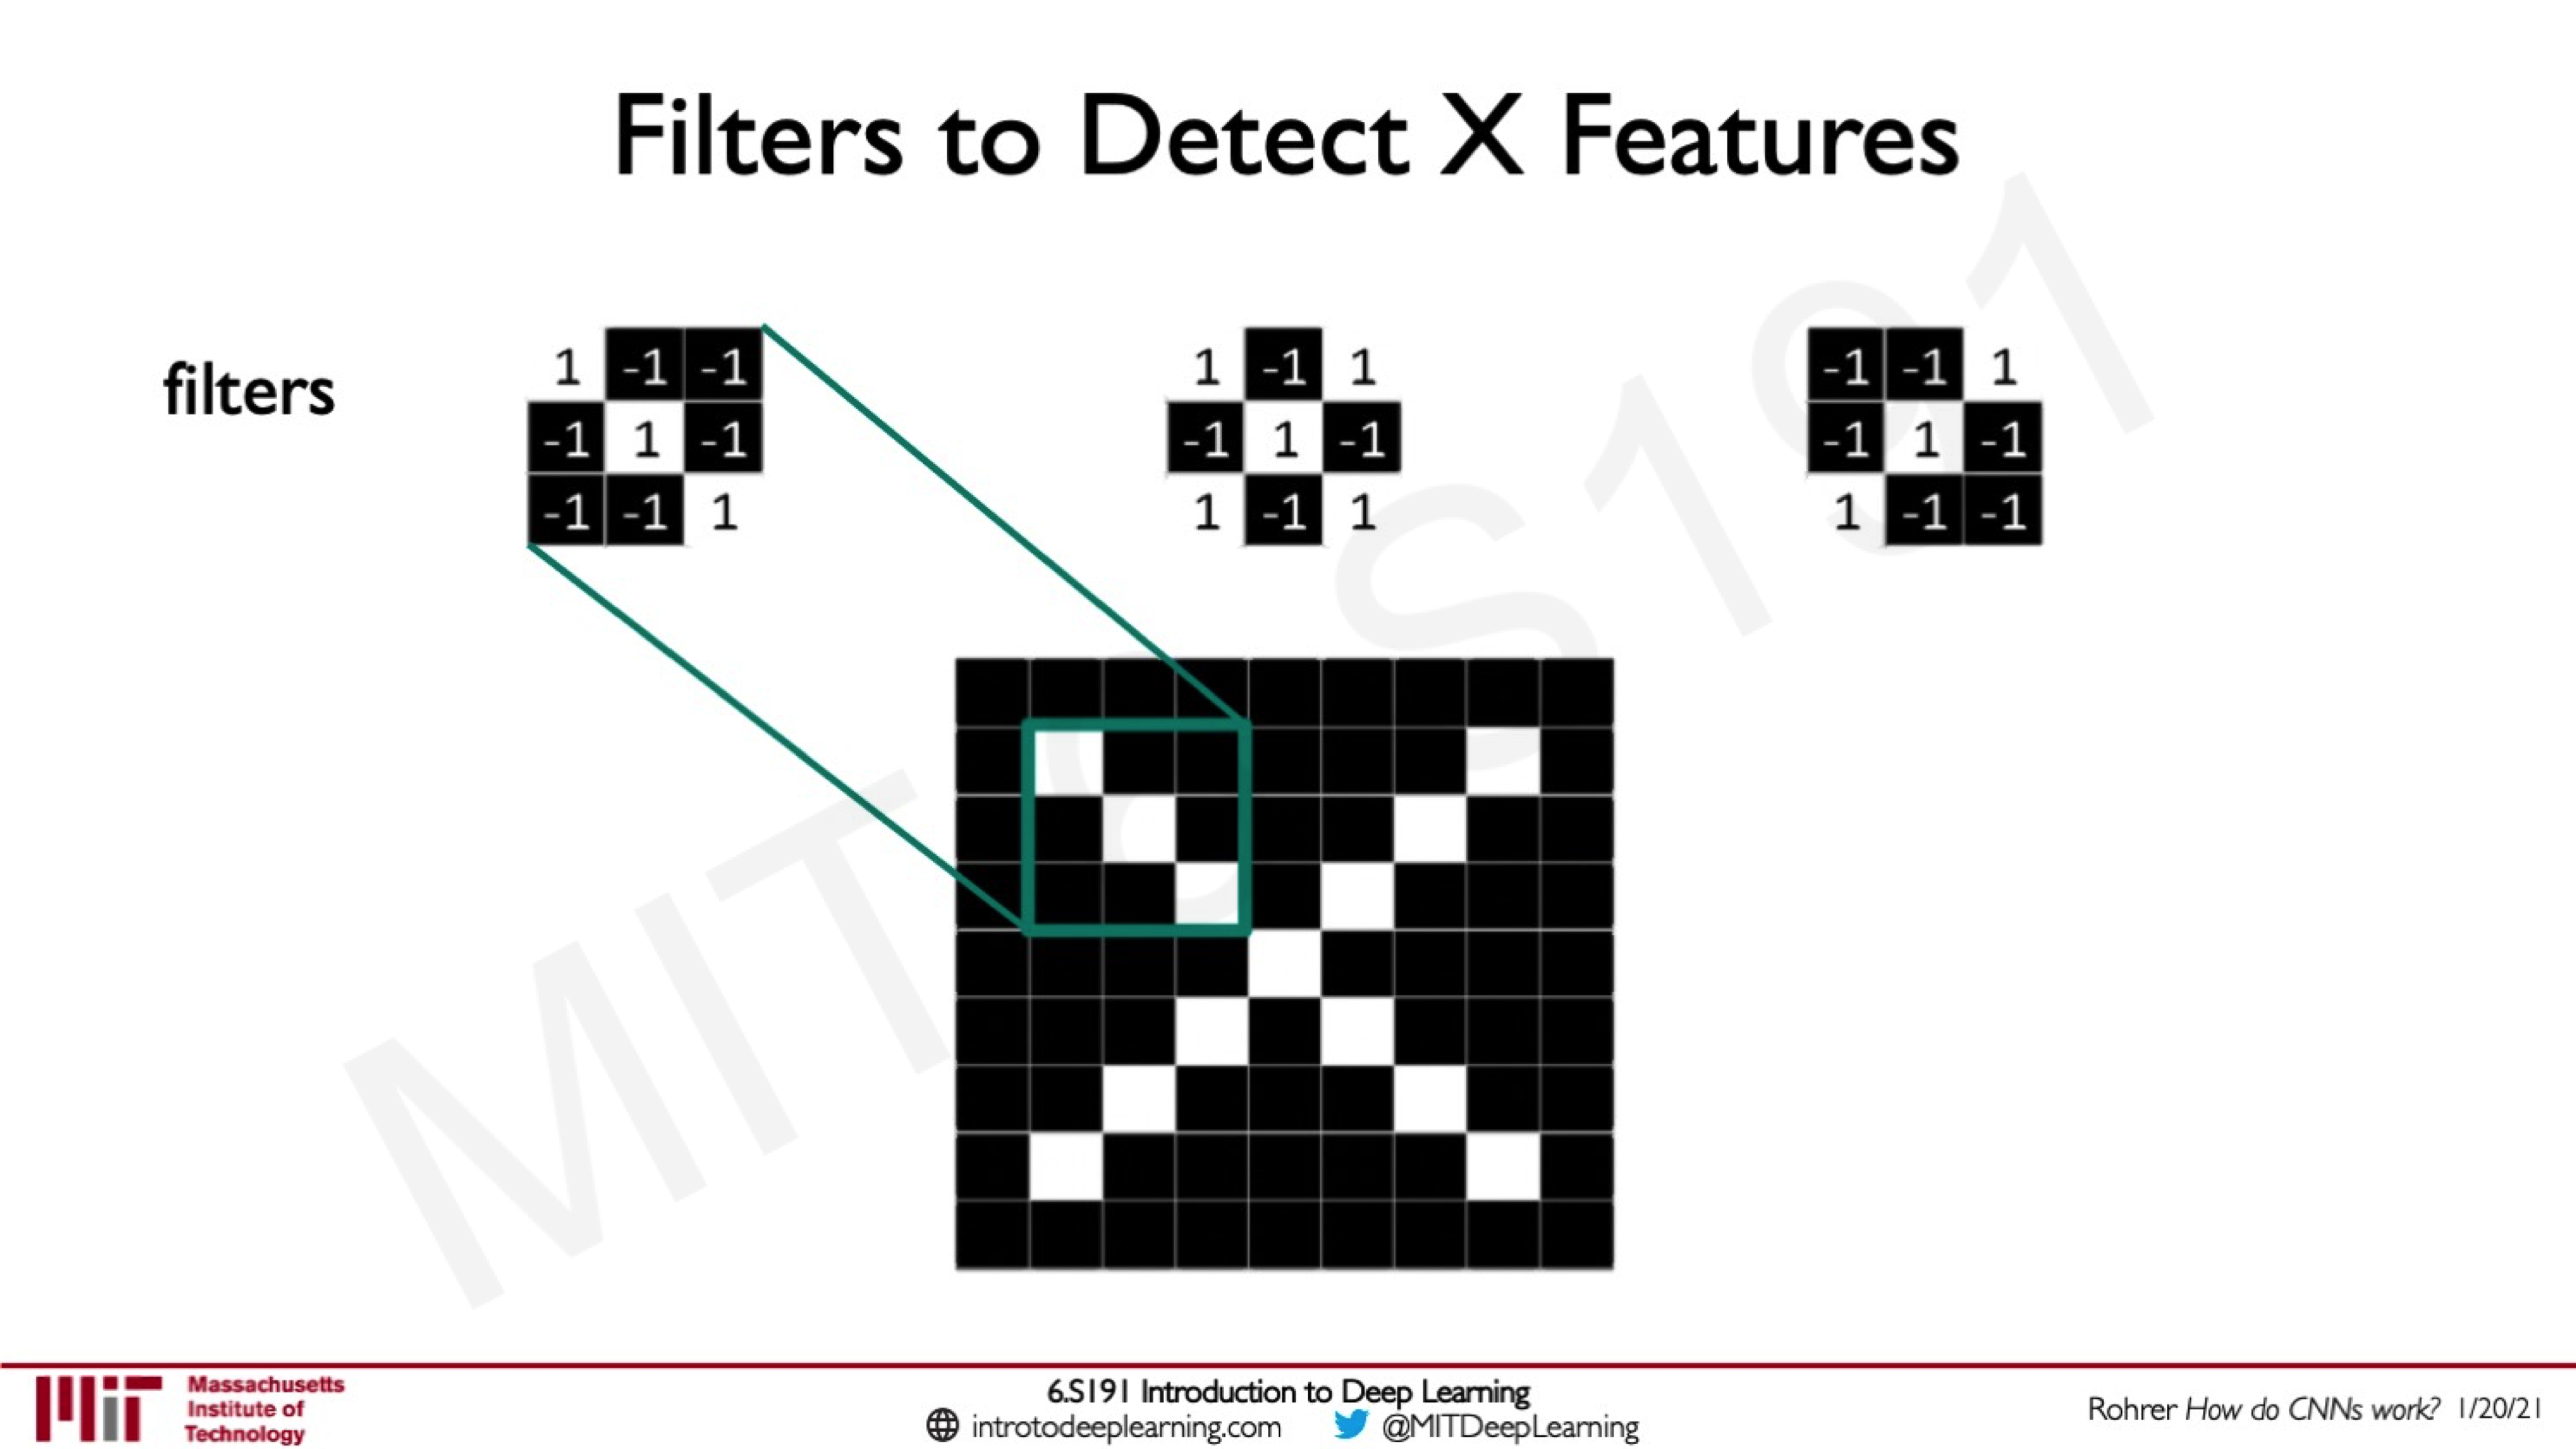 Filters to Detect X Features
filters
1 -1 -1
-1 1 -1
-1 -1 1
1 -1 1
-1 1 -1
1 -1 1
-1 -1 1
-1 1 -1
1 -1 -1
MIT 6.S191
Massachusetts
Institute of
Technology
6.S191 Introduction to Deep Learning
introtodeeplearning.com @MITDeepLearning
Rohrer How do CNNs work? 1/20/21